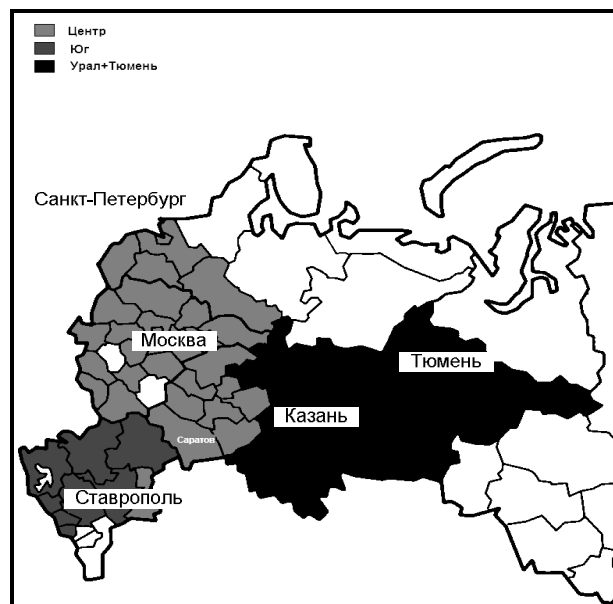 Центр
Юг
Урал+Тюмень
Санкт-Петербург
Москва
Тюмень
Казань
Саратов
Ставрополь